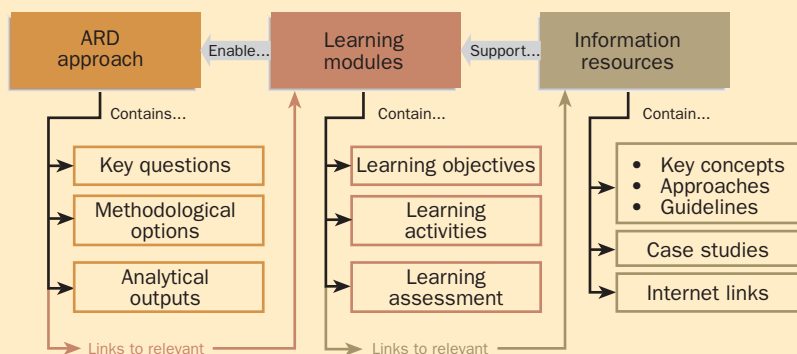 ARD
approach
Enable...
Learning
modules
Support...
Information
resources
Contains...
Key questions
Methodological
options
Analytical
outputs
Links to relevant
Contain...
Learning objectives
Learning
activities
Learning
assessment
Links to relevant
Contain...
• Key concepts
• Approaches
• Guidelines
Case studies
Internet links